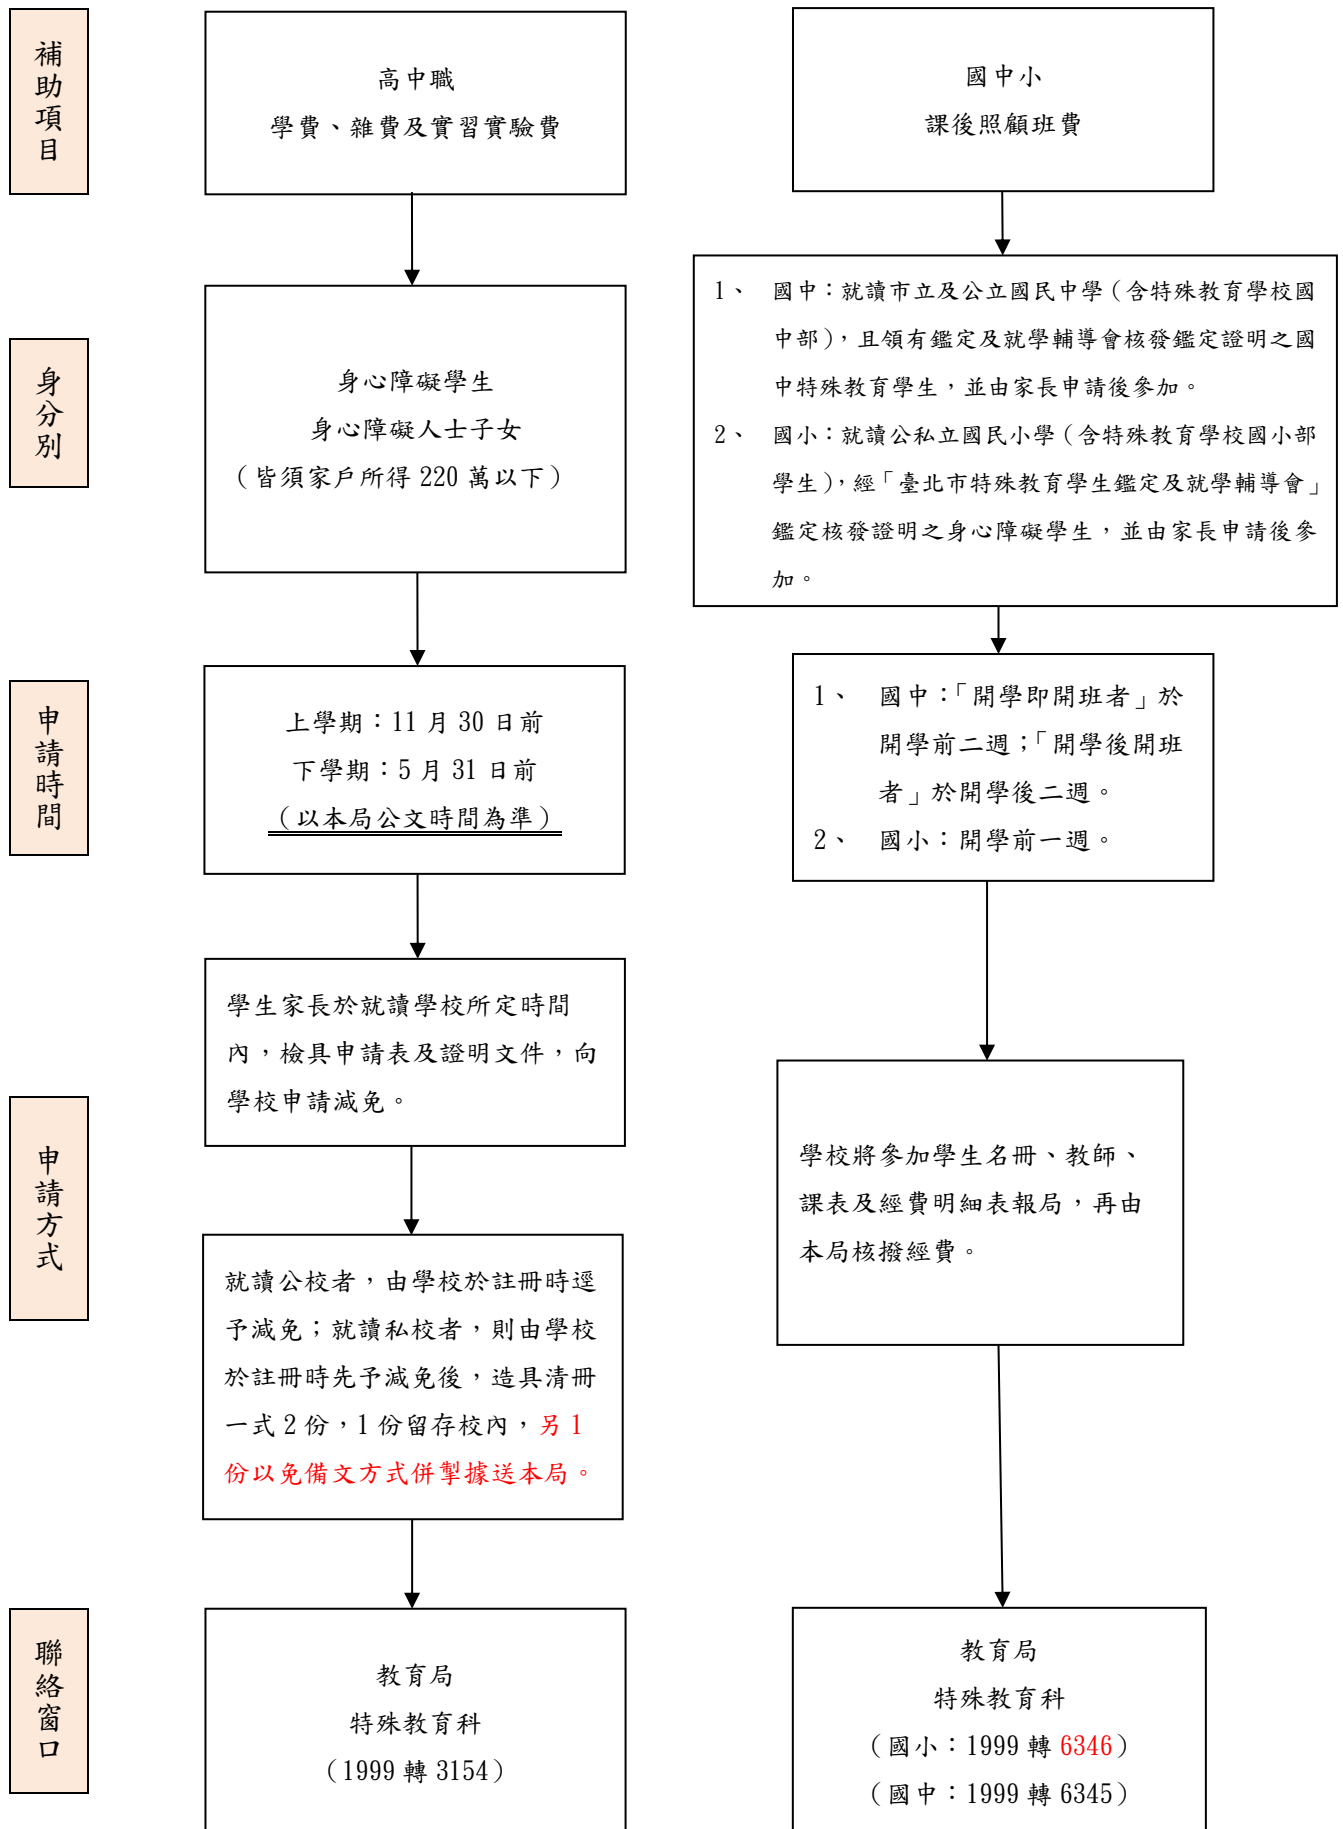 補助項目
高中職
學費、雜費及實習實驗費
國中小
課後照顧班費
身分別
身心障礙學生
身心障礙人士子女
（皆須家戶所得 220 萬以下）
1、 國中：就讀市立及公立國民中學（含特殊教育學校國
中部），且領有鑑定及就學輔導會核發鑑定證明之國
中特殊教育學生，並由家長申請後參加。
2、 國小：就讀公私立國民小學（含特殊教育學校國小部
學生），經「臺北市特殊教育學生鑑定及就學輔導會」
鑑定核發證明之身心障礙學生，並由家長申請後參
加。
申請時間
上學期：11 月 30 日前
下學期：5 月 31 日前
（以本局公文時間為準）
1、 國中：「開學即開班者」於
開學前二週；「開學後開班
者」於開學後二週。
2、 國小：開學前一週。
申請方式
學生家長於就讀學校所定時間
內，檢具申請表及證明文件，向
學校申請減免。
就讀公校者，由學校於註冊時逕
予減免；就讀私校者，則由學校
於註冊時先予減免後，造具清冊
一式 2 份，1 份留存校內，另 1
份以免備文方式併掣據送本局。
學校將參加學生名冊、教師、
課表及經費明細表報局，再由
本局核撥經費。
聯絡窗口
教育局
特殊教育科
（1999 轉 3154）
教育局
特殊教育科
（國小：1999 轉 6346）
（國中：1999 轉 6345）